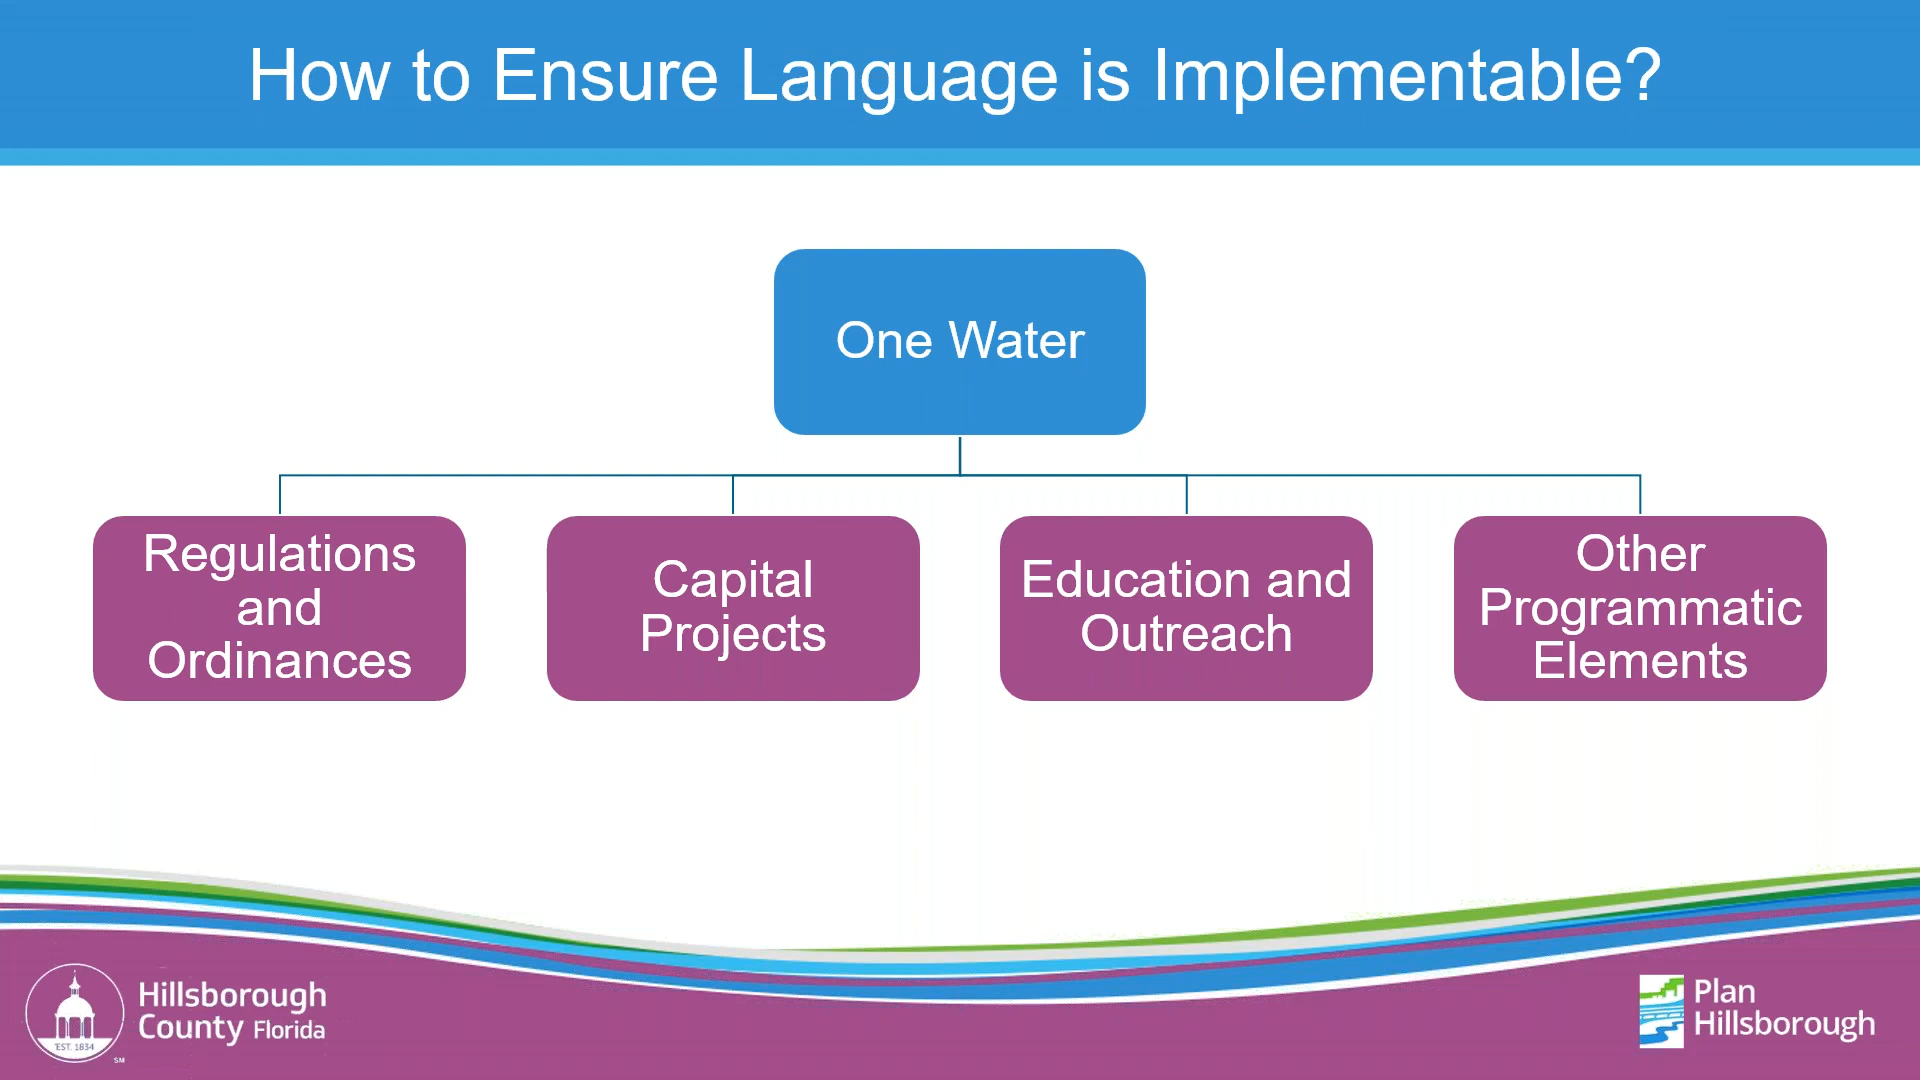 How to Ensure Language is Implementable?
One Water
Regulations
and
Ordinances
Capital
Projects
Education and
Outreach
Other
Programmatic
Elements
EST. 1834
SM
Hillsborough
County Florida
Plan
Hillsborough